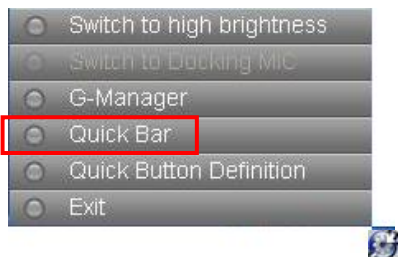 Switch to high brightness
Switch to Docking MIC
G-Manager
Quick Bar
Quick Button Definition
Exit